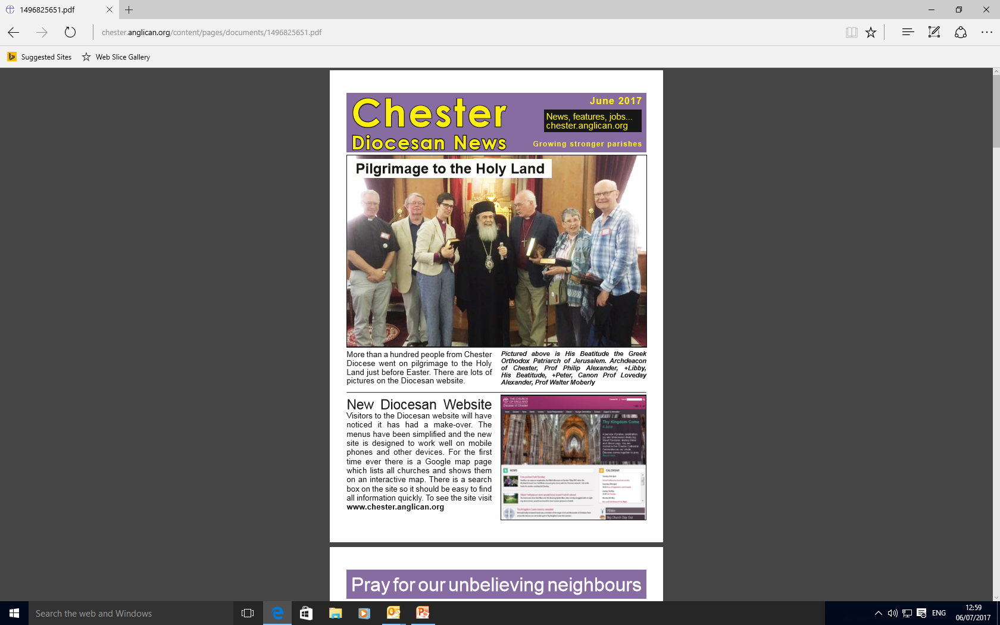 1496825651.pdf
chester.anglican.org/content/pages/documents/1496825651.pdf
Suggested Sites
Web Slice Gallery
Chester
Diocesan News
June 2017
News, features, jobs...
chester.anglican.org
Growing stronger parishes
Pilgrimage to the Holy Land
More than a hundred people from Chester
Diocese went on pilgrimage to the Holy
Land just before Easter. There are lots of
pictures on the Diocesan website.
Pictured above is His Beatitude the Greek
Orthodox Patriarch of Jerusalem. Archdeacon
of Chester, Prof Philip Alexander, +Libby,
His Beatitude, +Peter, Canon Prof Loveday
Alexander, Prof Walter Moberly
New Diocesan Website
Visitors to the Diocesan website will have
noticed it has had a make-over. The
menus have been simplified and the new
site is designed to work well on mobile
phones and other devices. For the first
time ever there is a Google map page
which lists all churches and shows them
on an interactive map. There is a search
box on the site so it should be easy to find
all information quickly. To see the site visit
www.chester.anglican.org
THE CHURCH
OF ENGLAND
Diocese of Chester
Thy Kingdom Come
4 June
NEWS
CALENDAR
Big Church Day Out
Pray for our unbelieving neighbours
Search the web and Windows
ENG
12:59
06/07/2017